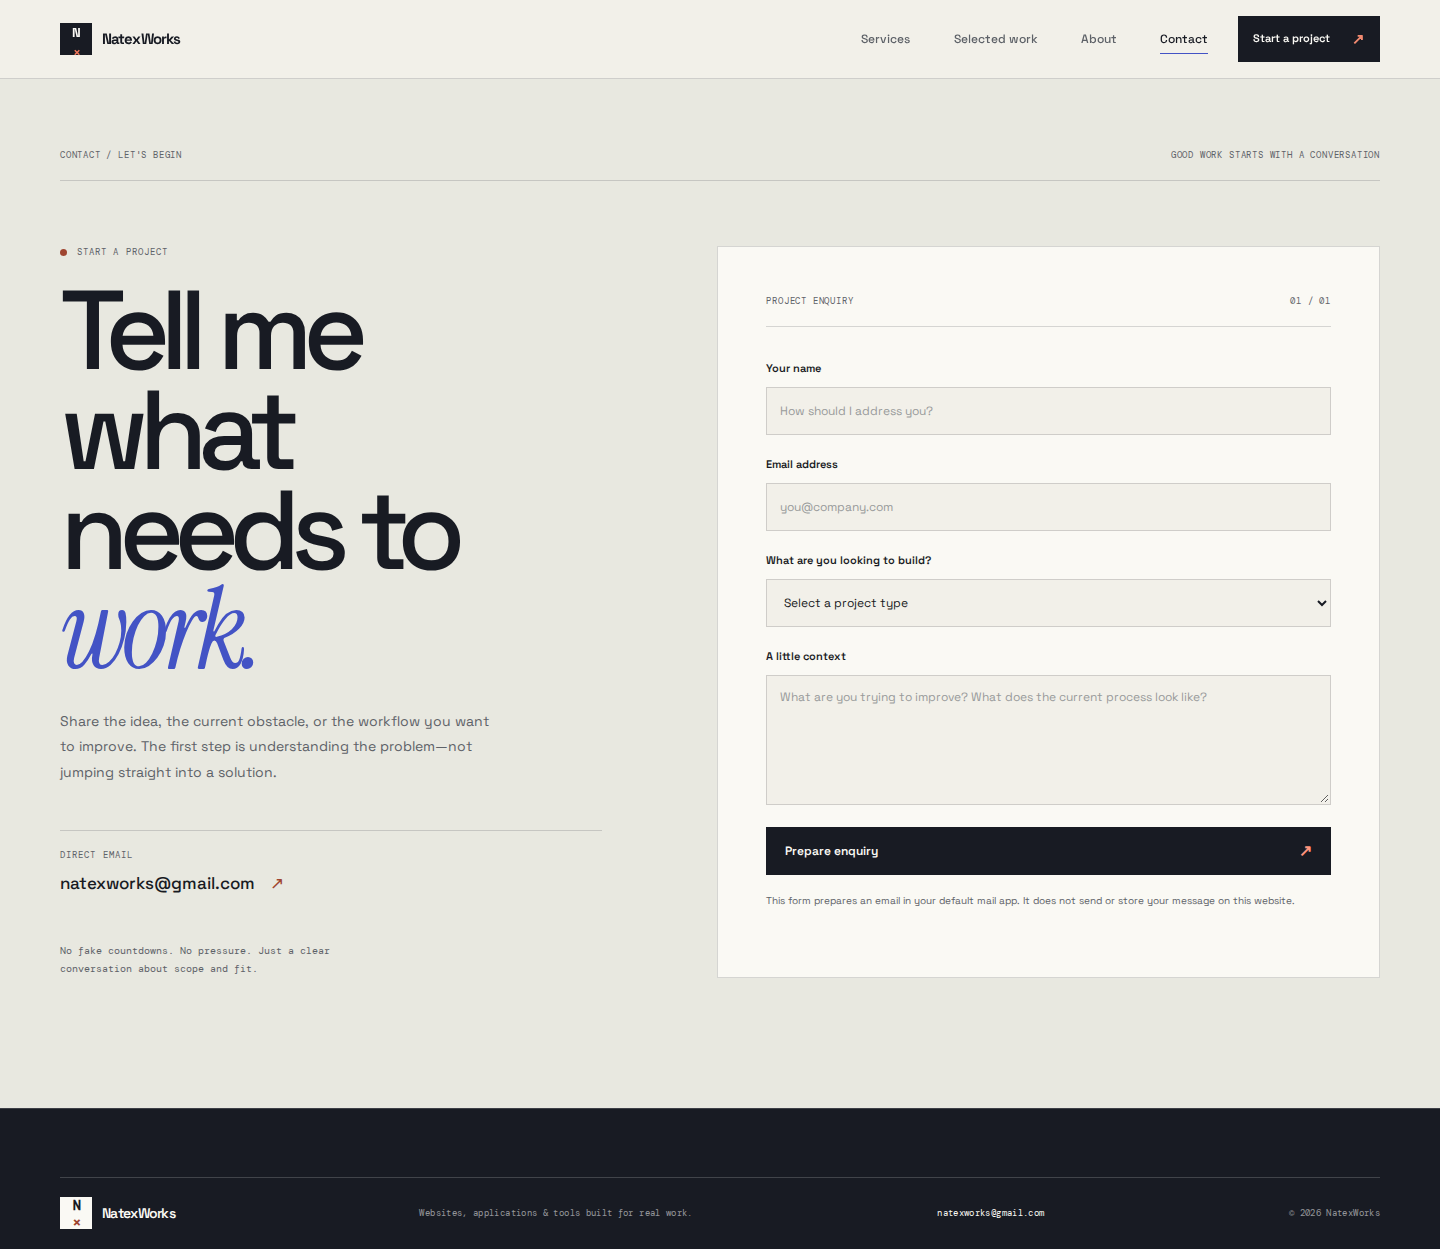 N
×
NatexWorks
Services
Selected work
About
Contact
Start a project ↗
CONTACT / LET'S BEGIN
GOOD WORK STARTS WITH A CONVERSATION
START A PROJECT
Tell me
what
needs to
work.
Share the idea, the current obstacle, or the workflow you want
to improve. The first step is understanding the problem—not
jumping straight into a solution.
DIRECT EMAIL
natexworks@gmail.com ↗
No fake countdowns. No pressure. Just a clear
conversation about scope and fit.
PROJECT ENQUIRY
01 / 01
Your name
How should I address you?
Email address
you@company.com
What are you looking to build?
Select a project type
A little context
What are you trying to improve? What does the current process look like?
Prepare enquiry ↗
This form prepares an email in your default mail app. It does not send or store your message on this website.
N
×
NatexWorks
Websites, applications & tools built for real work.
natexworks@gmail.com
© 2026 NatexWorks